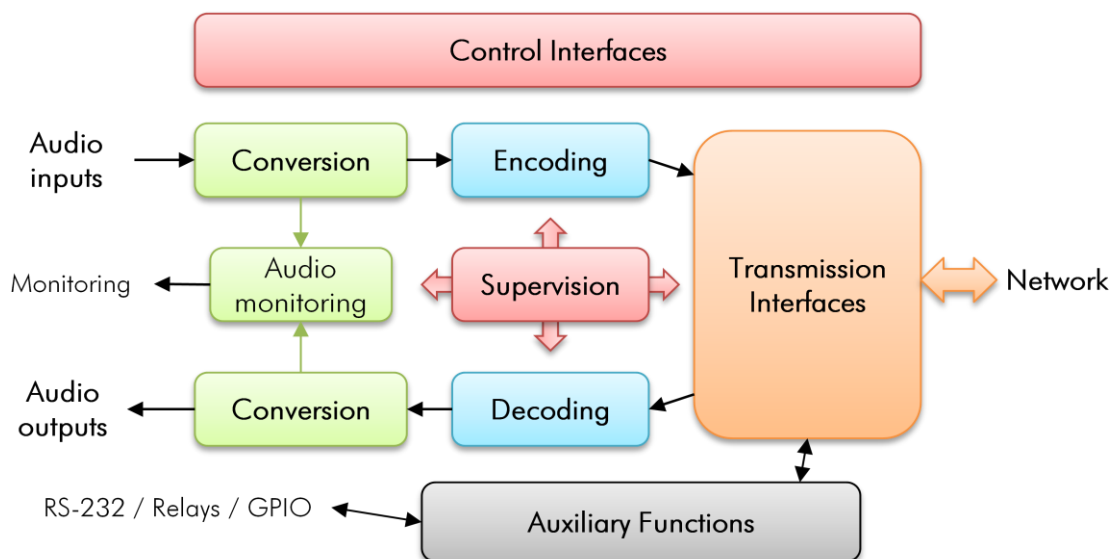 Control Interfaces
Audio
inputs
Conversion
Encoding
Transmission
Interfaces
Network
Monitoring
Audio
monitoring
Supervision
Audio
outputs
Conversion
Decoding
RS-232 / Relays / GPIO
Auxiliary Functions